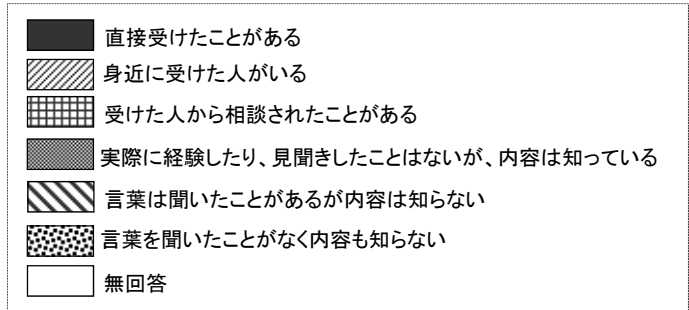 直接受けたことがある
身近に受けた人がいる
受けた人から相談されたことがある
実際に経験したり、見聞きしたことはないが、内容は知っている
言葉は聞いたことがあるが内容は知らない
言葉を聞いたことがなく内容も知らない
無回答